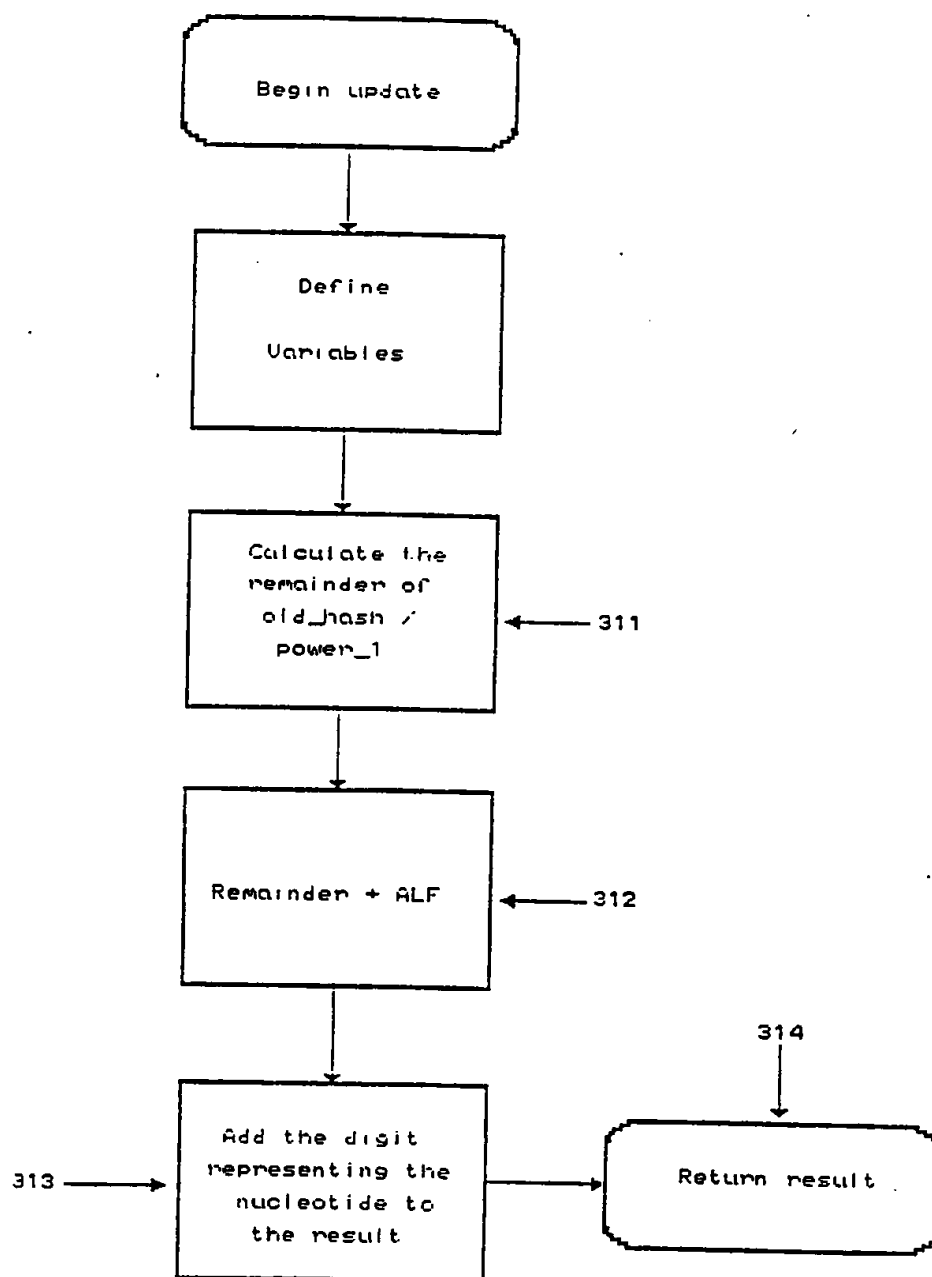 Begin update
Define
Variables
Calculate the
remainder of
old_hash /
power_1
311
Remainder + ALF
312
314
Add the digit
representing the
nucleotide to
the result
313
Return result